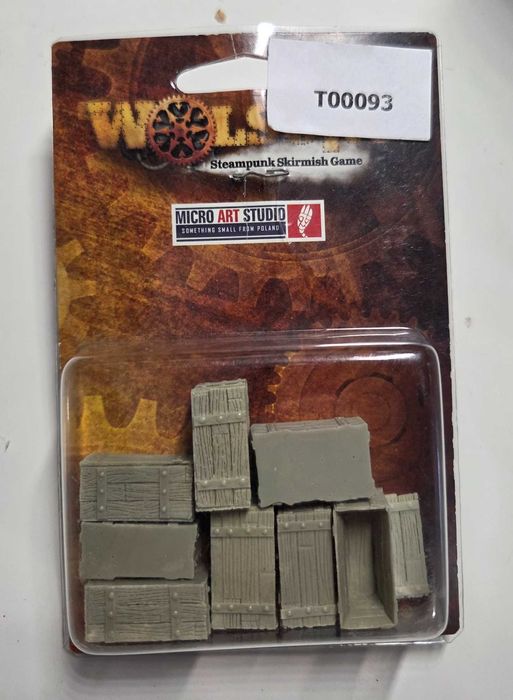 T00093
Steampunk Skirmish Game
MICRO ART STUDIO
SOMETHING SMALL FROM POLAND